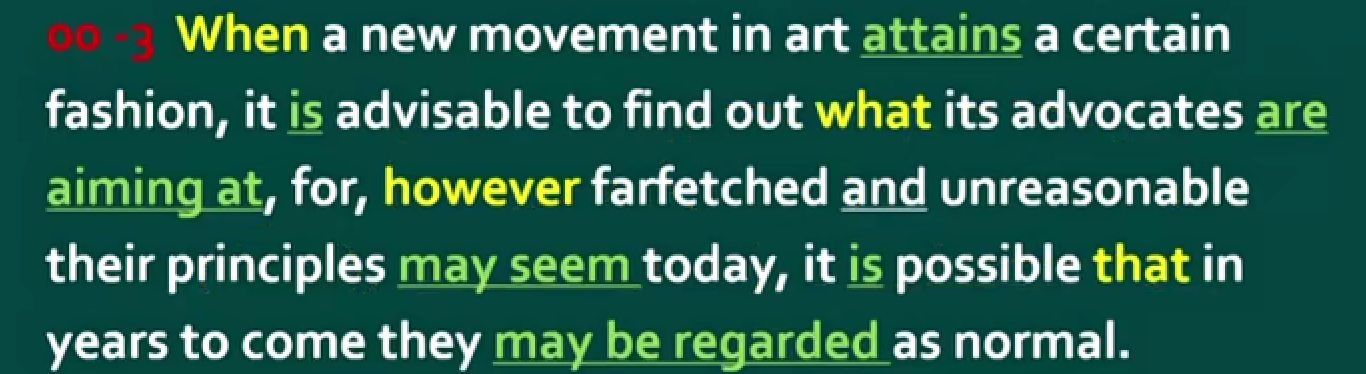 00 -3 When a new movement in art attains a certain
fashion, it is advisable to find out what its advocates are
aiming at, for, however farfetched and unreasonable
their principles may seem today, it is possible that in
years to come they may be regarded as normal.